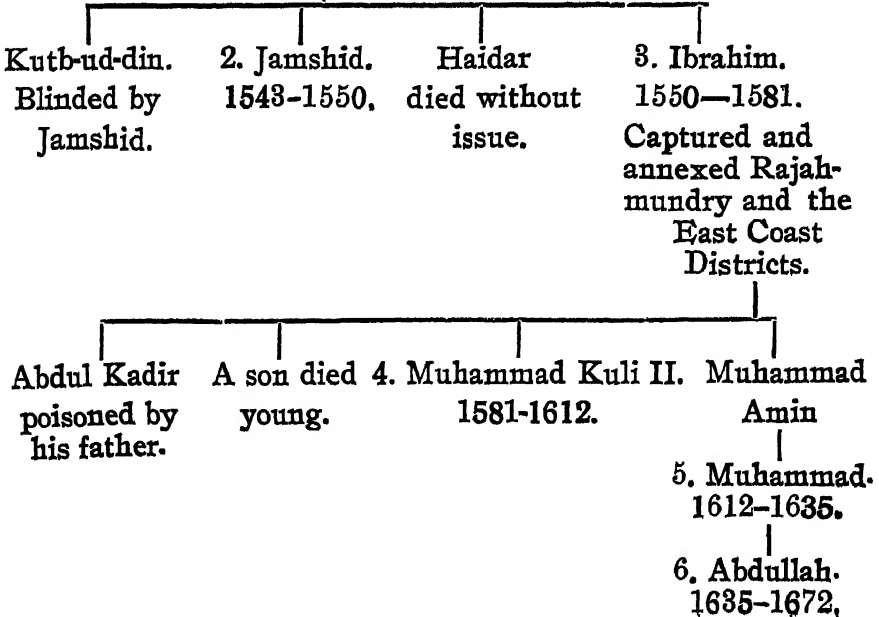 Kutb-ud-din. 2. Jamshid. Haidar 3. Ibrahim.
Blinded by 1543-1550. died without 1550—1581.
Jamshid. issue. Captured and
annexed Rajah-
mundry and the
East Coast
Districts.
Abdul Kadir A son died 4. Muhammad Kuli II. Muhammad
poisoned by young. 1581-1612. Amin
his father.
5. Muhammad.
1612–1635.
6. Abdullah.
1635–1672,